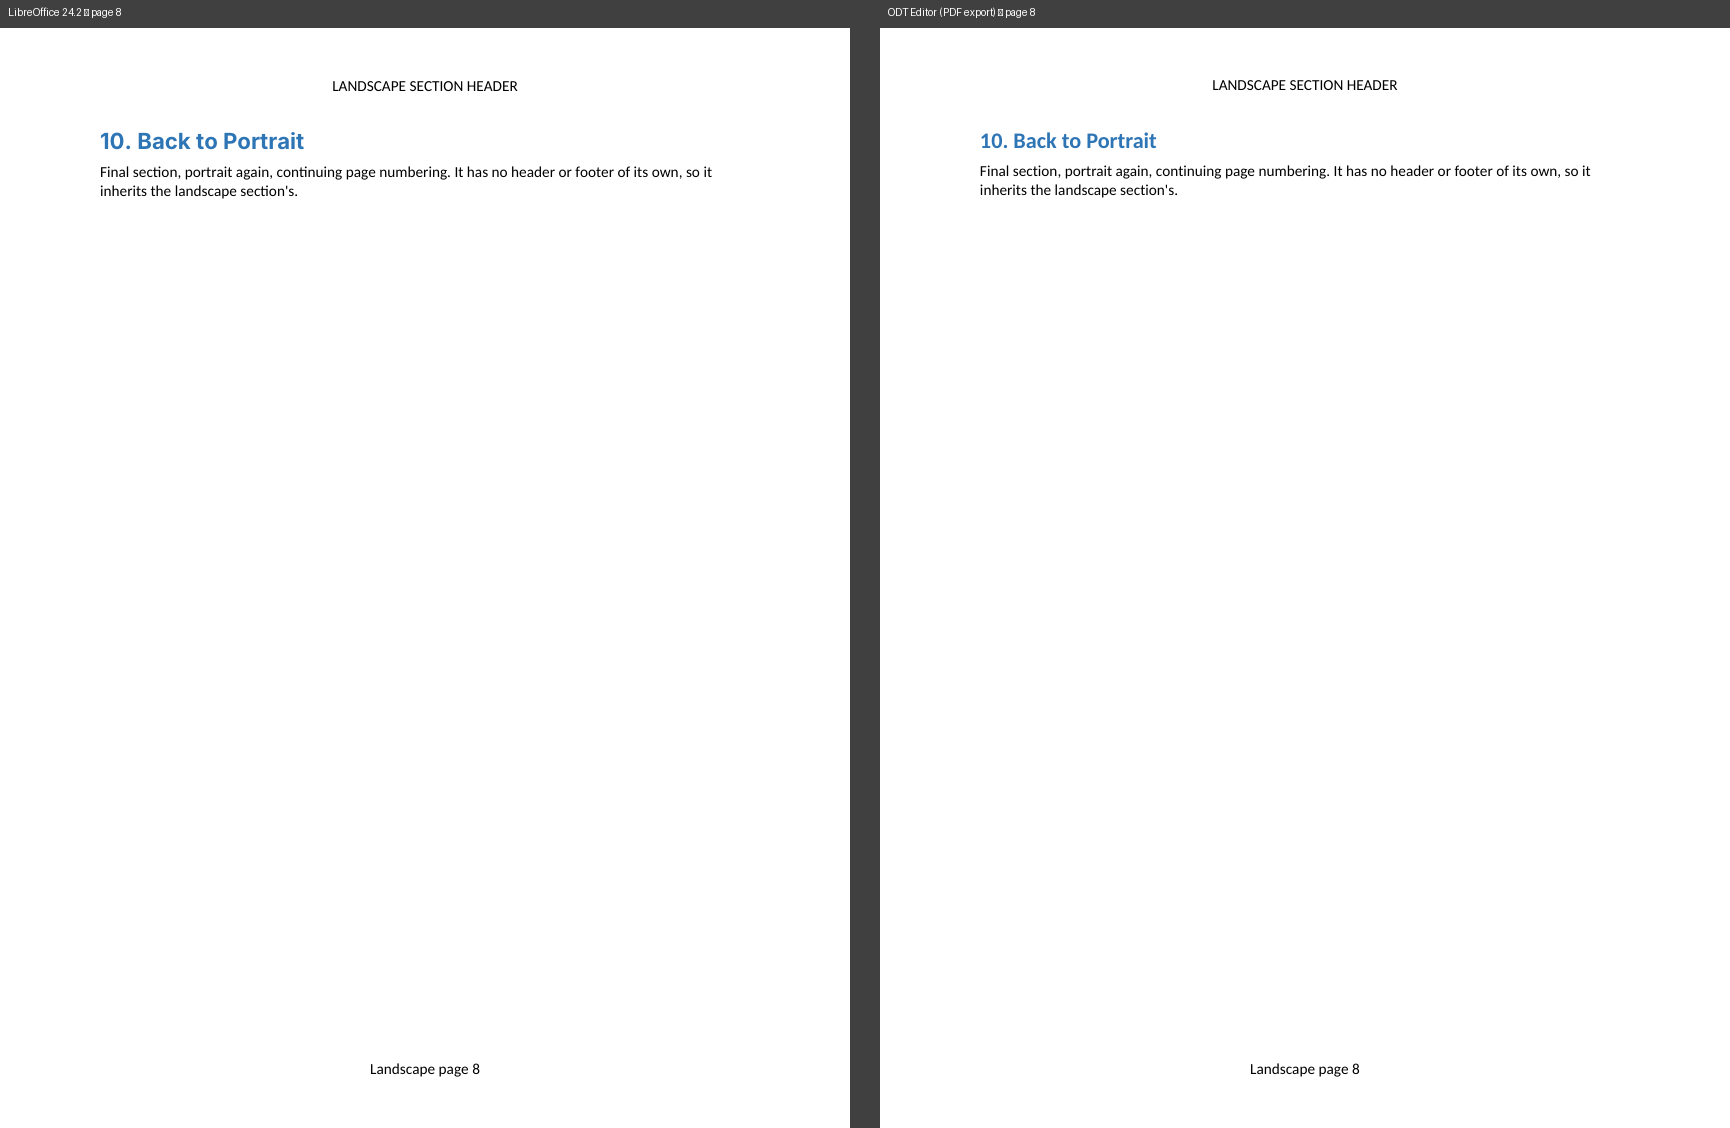 LibreOffice 24.2 page 8
LANDSCAPE SECTION HEADER
10. Back to Portrait
Final section, portrait again, continuing page numbering. It has no header or footer of its own, so it
inherits the landscape section's.
Landscape page 8
ODT Editor (PDF export) page 8
LANDSCAPE SECTION HEADER
10. Back to Portrait
Final section, portrait again, continuing page numbering. It has no header or footer of its own, so it
inherits the landscape section's.
Landscape page 8